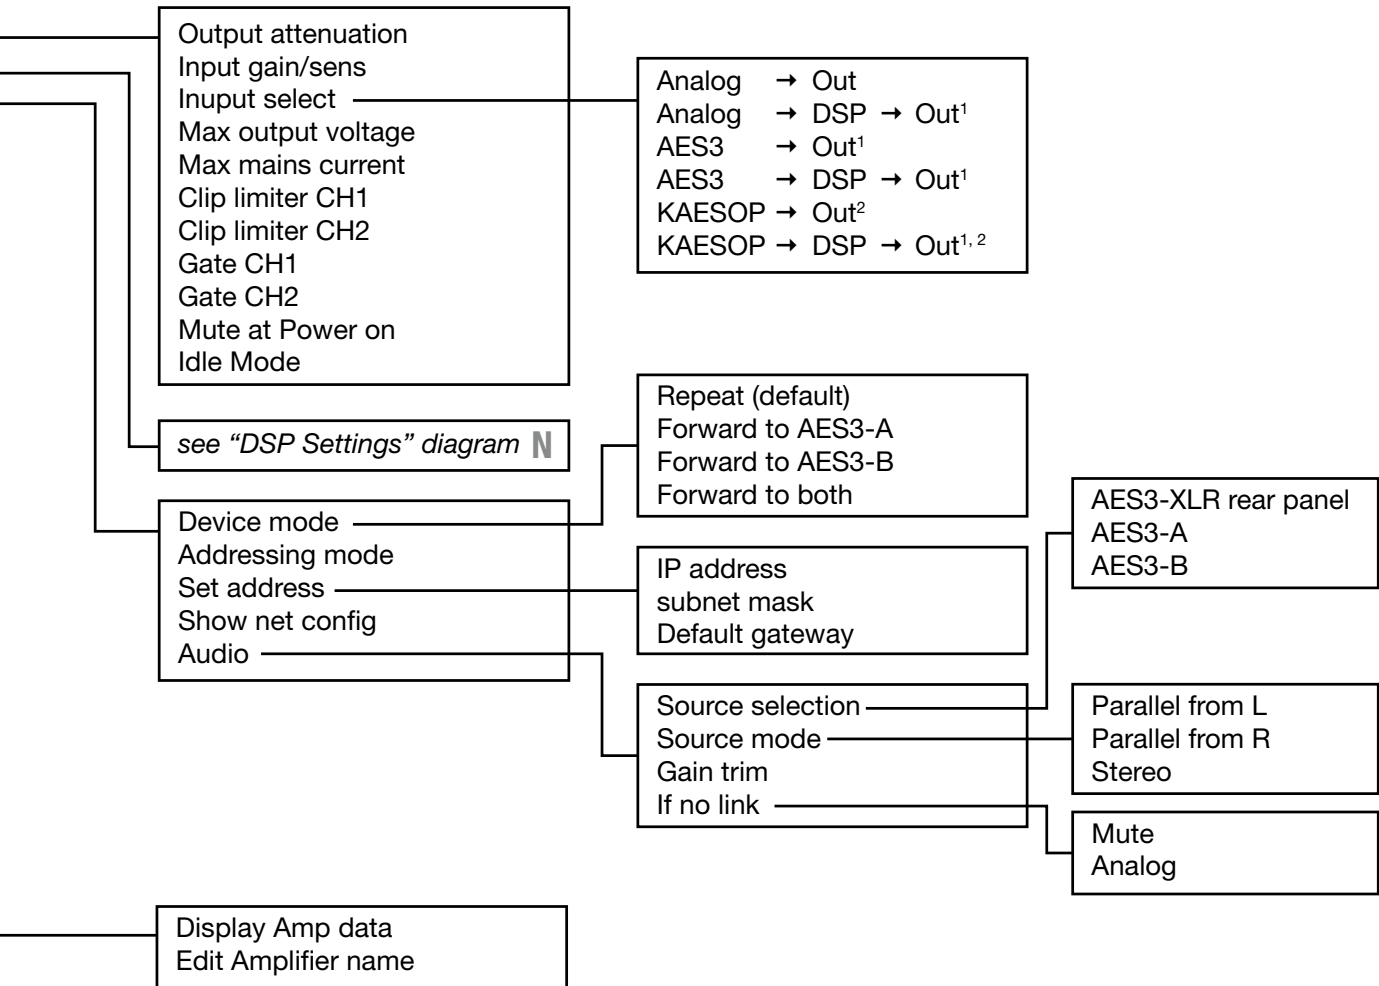 Output attenuation
Input gain/sens
Inuput select
Max output voltage
Max mains current
Clip limiter CH1
Clip limiter CH2
Gate CH1
Gate CH2
Mute at Power on
Idle Mode
Analog → Out
Analog → DSP → Out¹
AES3 → Out¹
AES3 → DSP → Out¹
KAESOP → Out²
KAESOP → DSP → Out¹, ²
see “DSP Settings” diagram N
Device mode
Addressing mode
Set address
Show net config
Audio
Repeat (default)
Forward to AES3-A
Forward to AES3-B
Forward to both
IP address
subnet mask
Default gateway
Source selection
Source mode
Gain trim
If no link
AES3-XLR rear panel
AES3-A
AES3-B
Parallel from L
Parallel from R
Stereo
Mute
Analog
Display Amp data
Edit Amplifier name